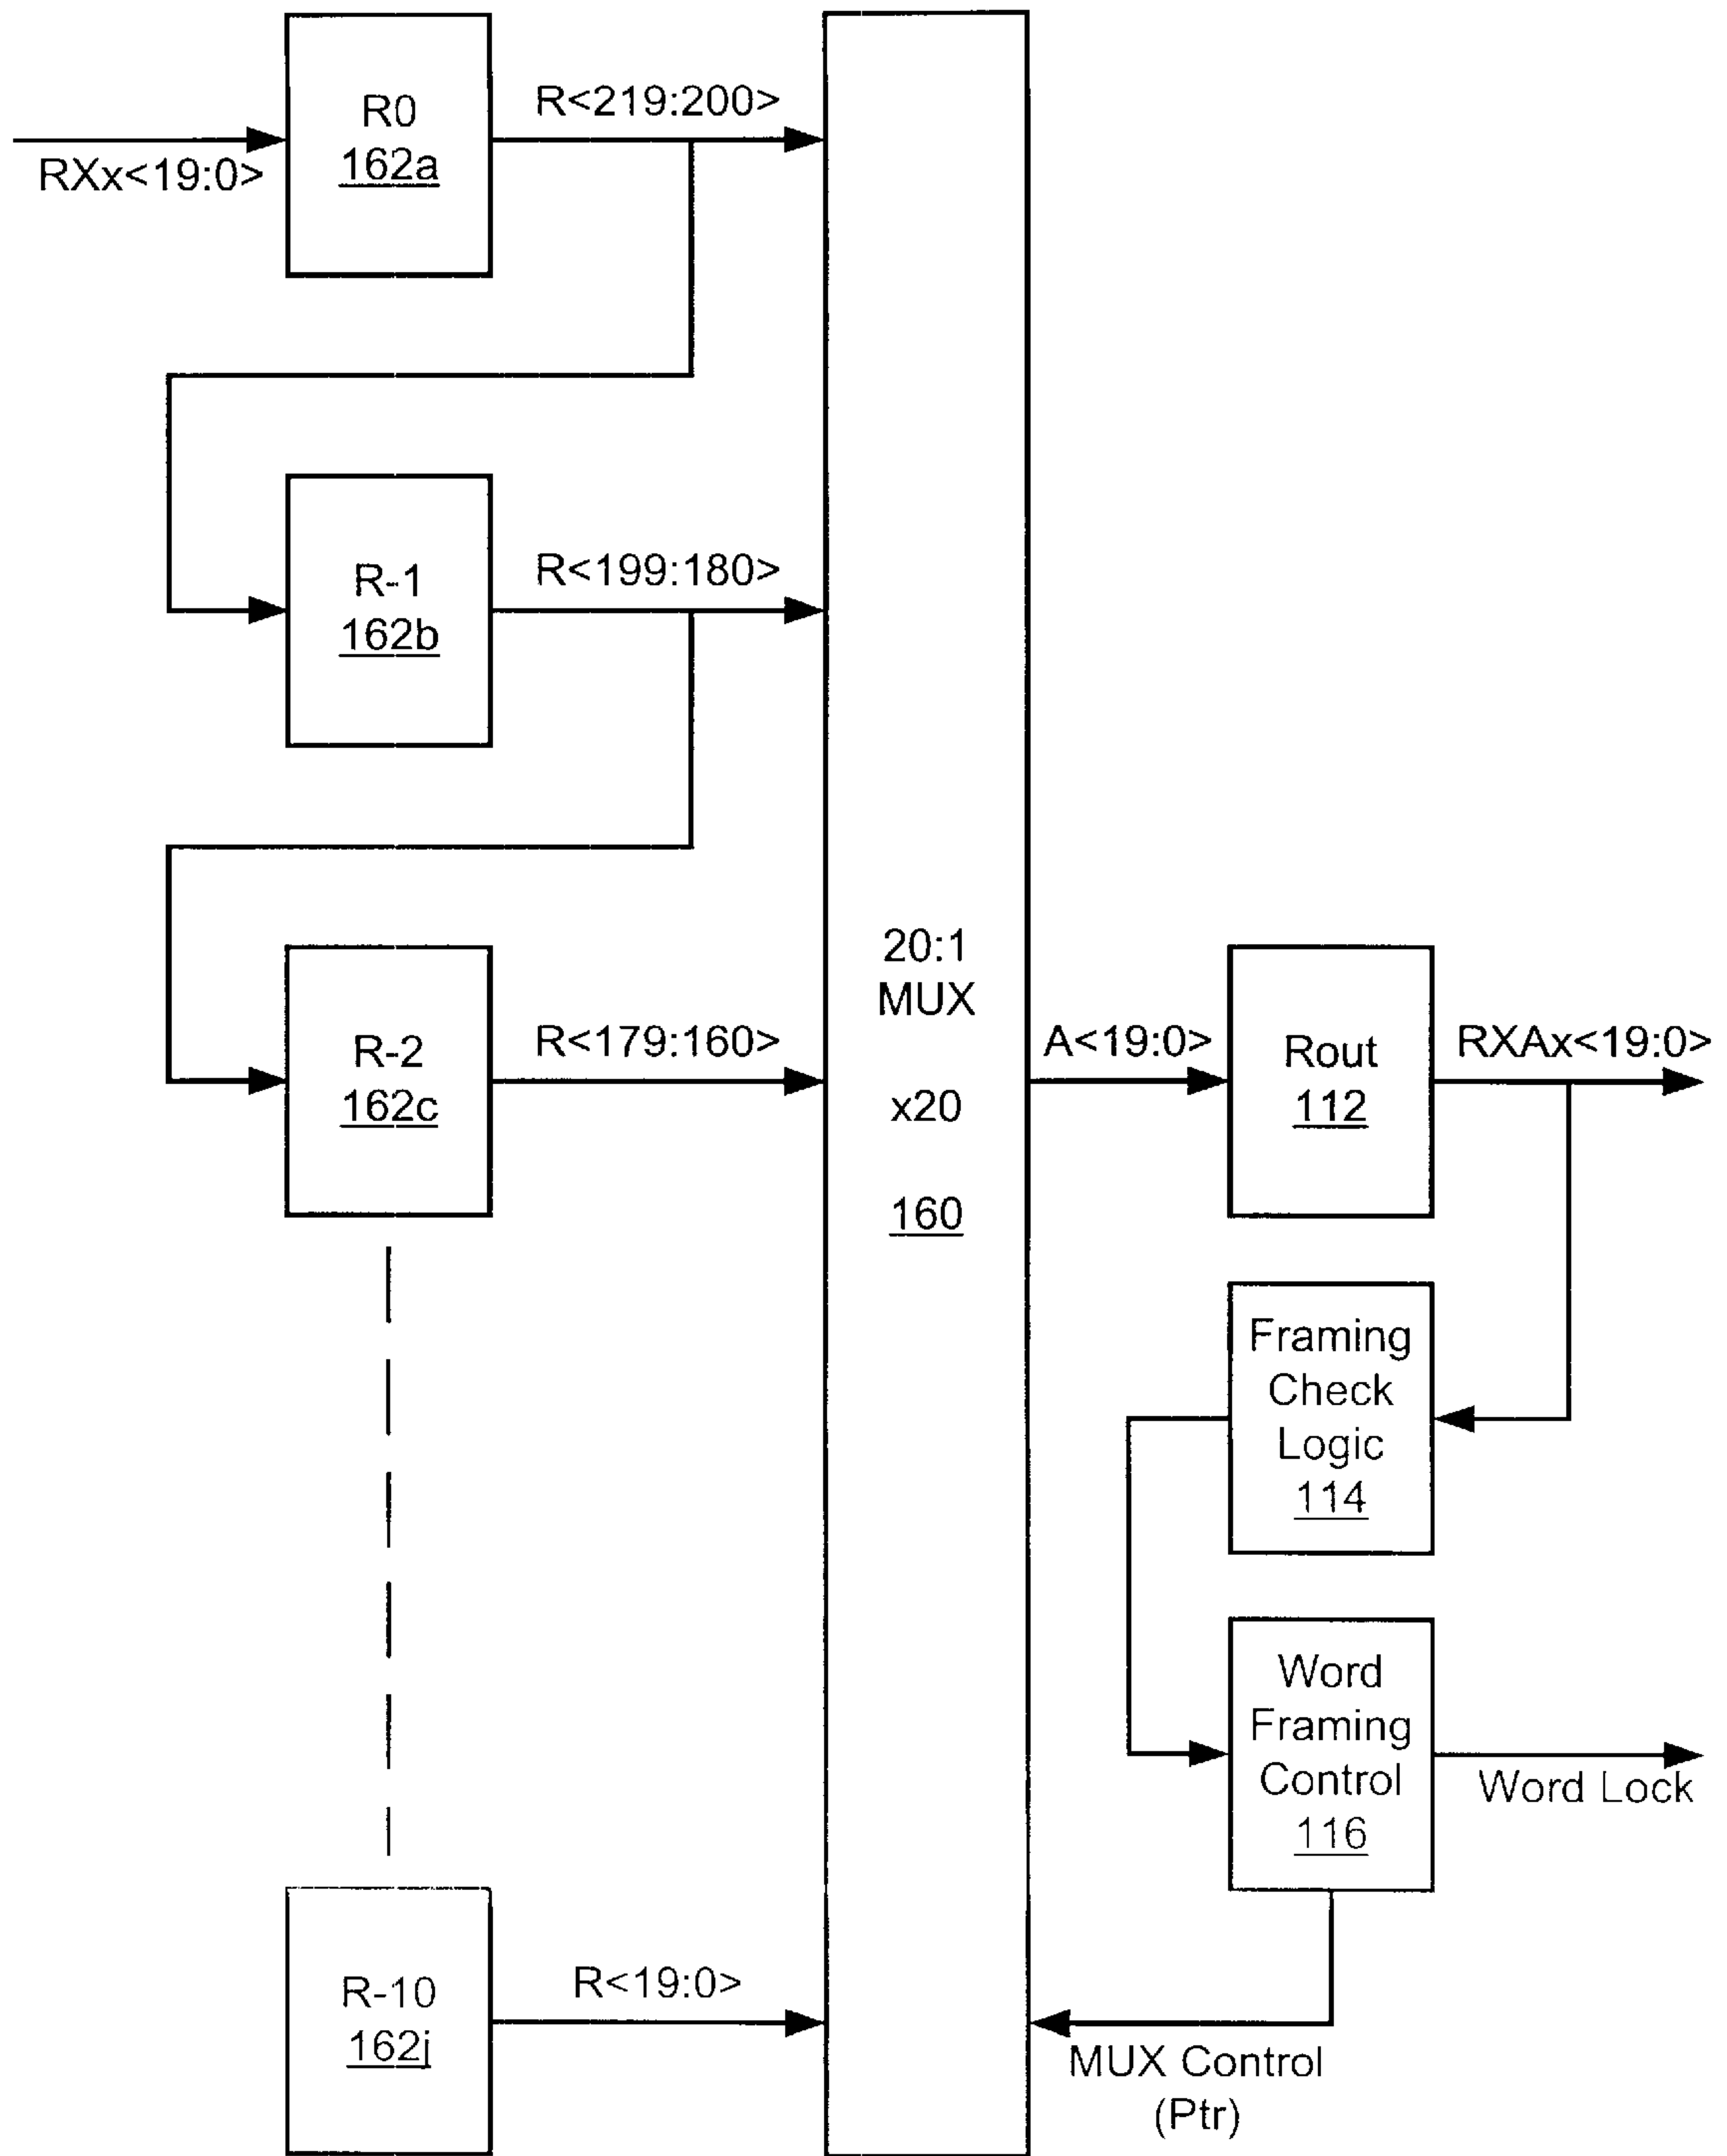 R0
162a
RXx<19:0>
R<219:200>
R-1
162b
R<199:180>
R-2
162c
R<179:160>
R-10
162j
R<19:0>
20:1
MUX
x20
160
A<19:0>
Rout
112
RXAx<19:0>
Framing
Check
Logic
114
Word
Framing
Control
116
Word Lock
MUX Control
(Ptr)